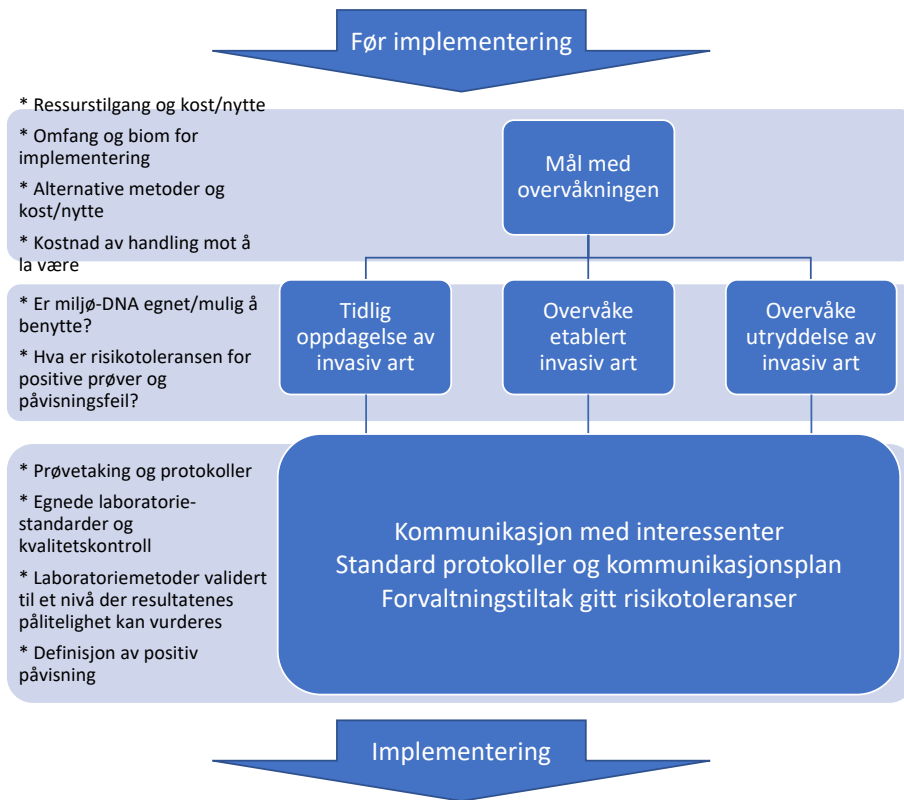 Før implementering
* Ressurstilgang og kost/nytte
* Omfang og biom for
implementering
* Alternative metoder og
kost/nytte
* Kostnad av handling mot å
la være
Mål med
overvåkningen
* Er miljø-DNA egnet/mulig å
benytte?
* Hva er risikotoleransen for
positive prøver og
påvisningsfeil?
Tidlig
oppdagelse av
invasiv art
Overvåke
etablert
invasiv art
Overvåke
utryddelse av
invasiv art
* Prøvetaking og protokoller
* Egnede laboratorie-
standarder og
kvalitetskontroll
* Laboratoriemetoder validert
til et nivå der resultatenes
pålitelighet kan vurderes
* Definisjon av positiv
påvisning
Kommunikasjon med interessenter
Standard protokoller og kommunikasjonsplan
Forvaltningstiltak gitt risikotoleranser
Implementering